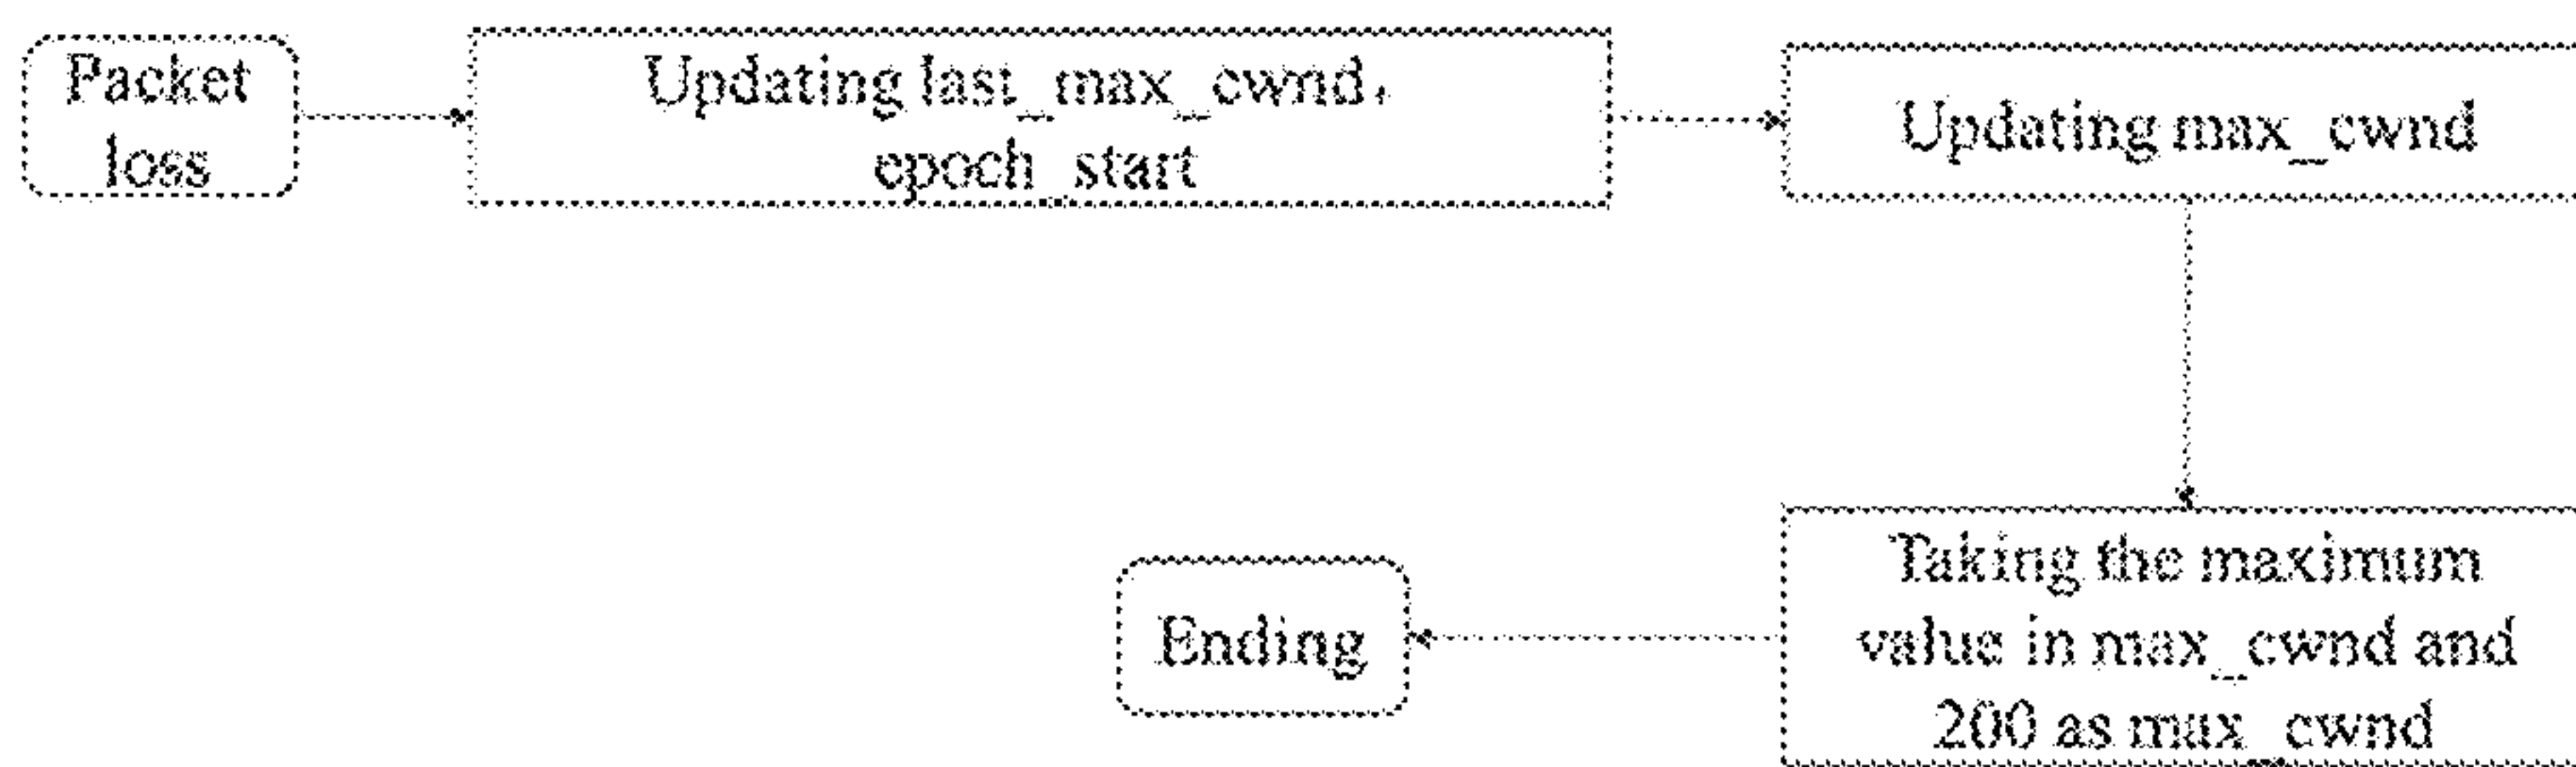 Packet
loss
Updating last_max_cwnd,
epoch_start
Updating max_cwnd
Taking the maximum
value in max_cwnd and
200 as max_cwnd
Ending